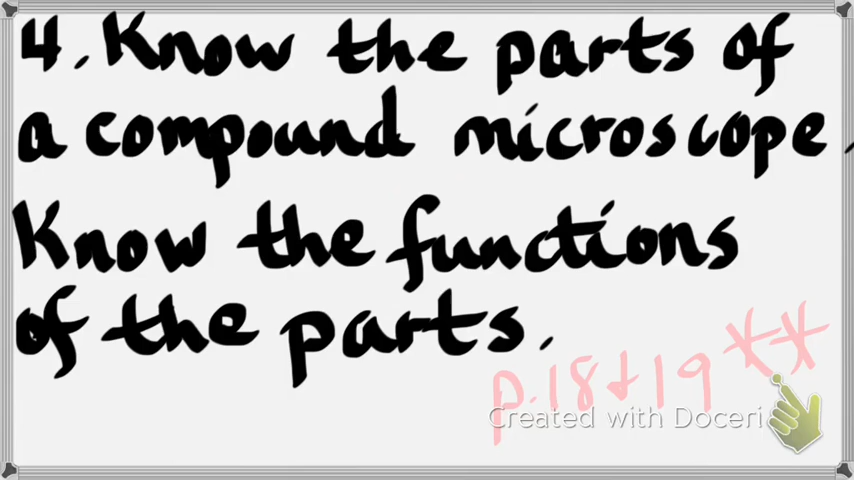 4. Know the parts of
a compound microscope.
Know the functions
of the parts.
p. 18 + 19 **
Created with Doceri